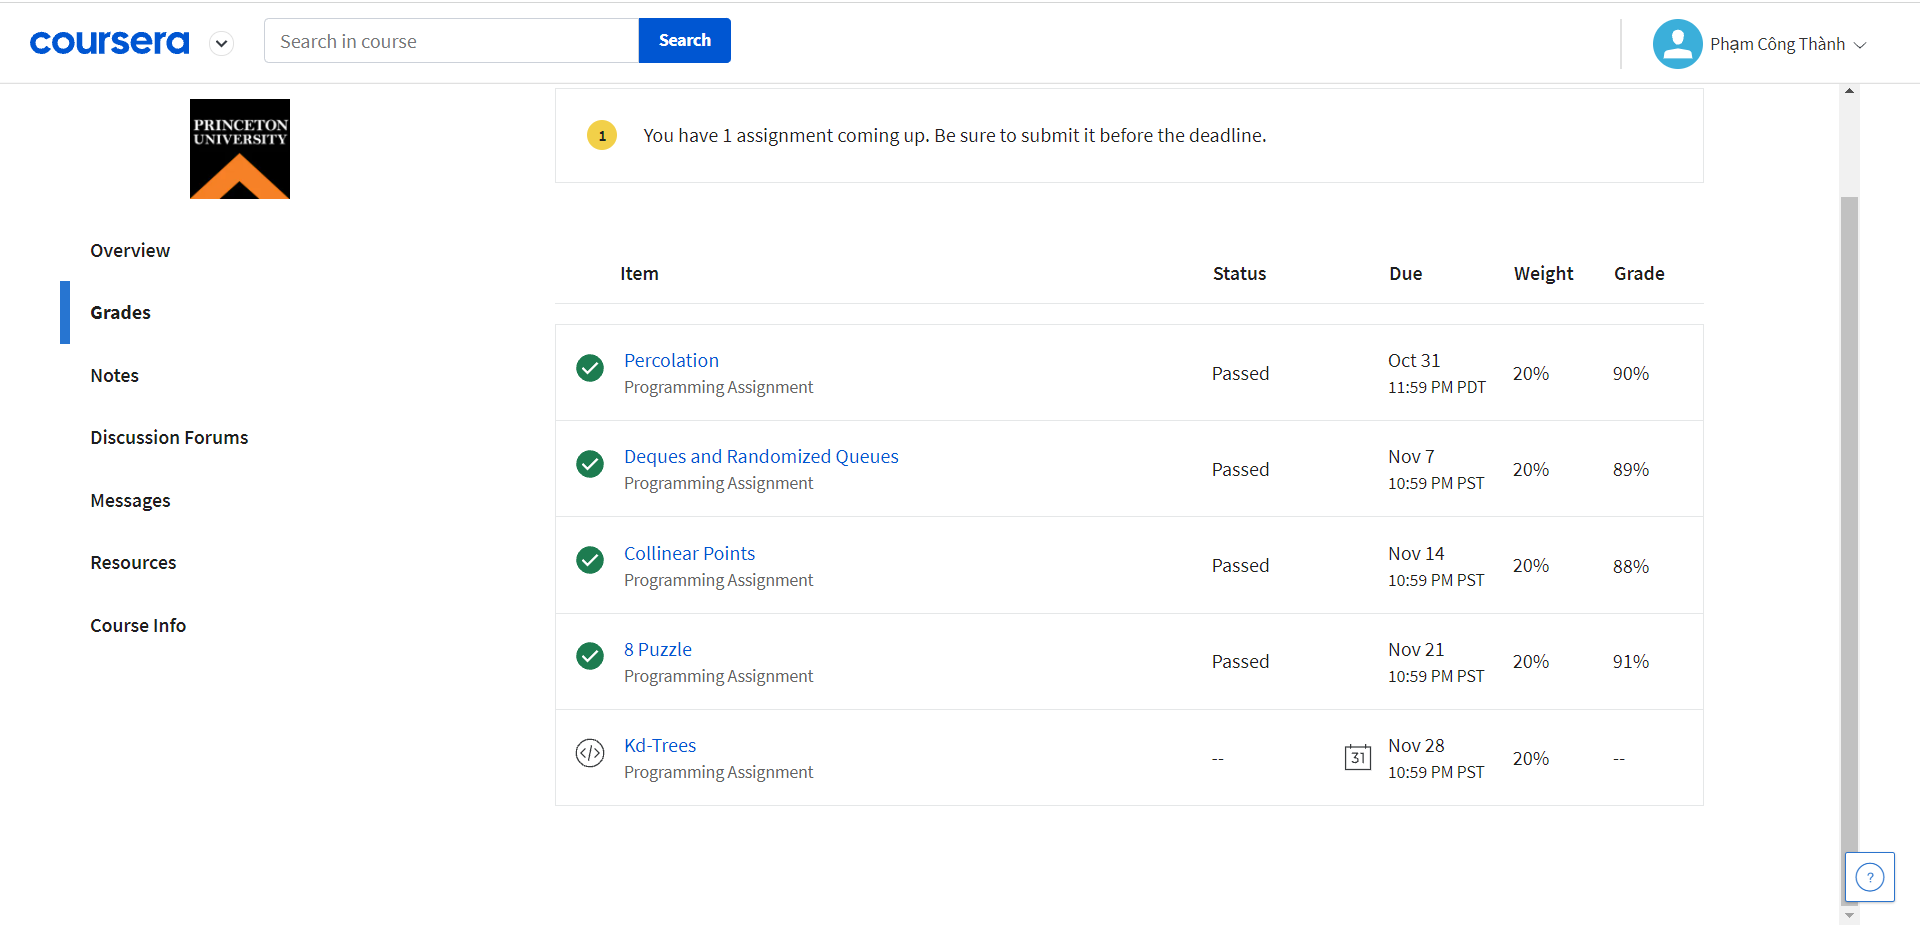 coursera
Search in course
Search
Phạm Công Thành
PRINCETON
UNIVERSITY
Overview
Grades
Notes
Discussion Forums
Messages
Resources
Course Info
1 You have 1 assignment coming up. Be sure to submit it before the deadline.
Item Status Due Weight Grade
Percolation
Programming Assignment
Passed
Oct 31
11:59 PM PDT
20%
90%
Deques and Randomized Queues
Programming Assignment
Passed
Nov 7
10:59 PM PST
20%
89%
Collinear Points
Programming Assignment
Passed
Nov 14
10:59 PM PST
20%
88%
8 Puzzle
Programming Assignment
Passed
Nov 21
10:59 PM PST
20%
91%
Kd-Trees
Programming Assignment
--
31
Nov 28
10:59 PM PST
20%
--
?